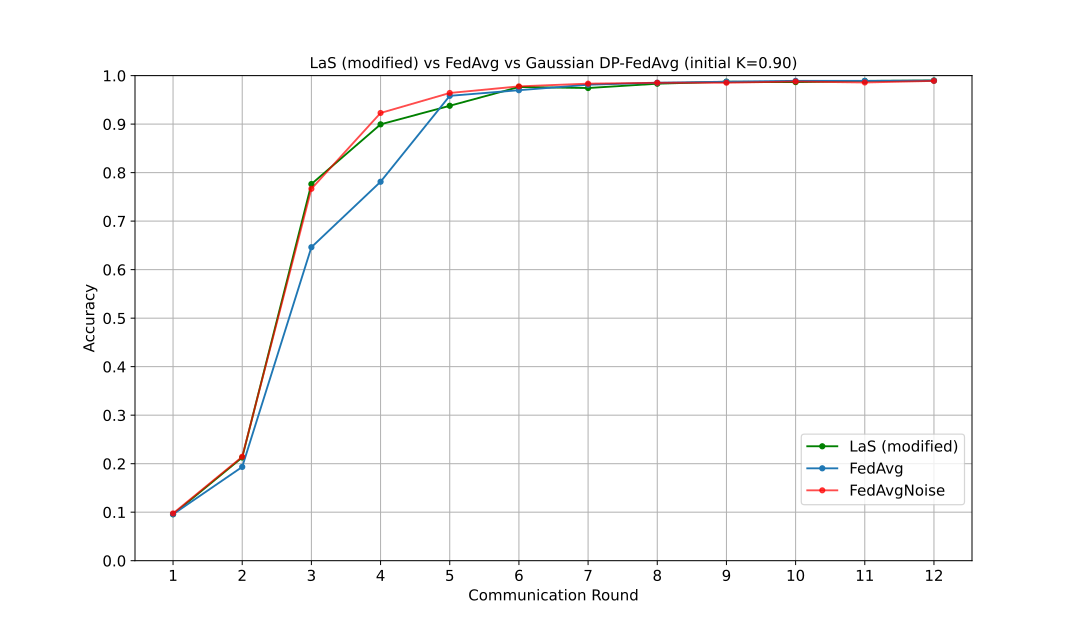 LaS (modified) vs FedAvg vs Gaussian DP-FedAvg (initial K=0.90)
1.0
0.9
0.8
0.7
0.6
0.5
0.4
0.3
0.2
0.1
0.0
Accuracy
LaS (modified)
FedAvg
FedAvgNoise
1 2 3 4 5 6 7 8 9 10 11 12
Communication Round